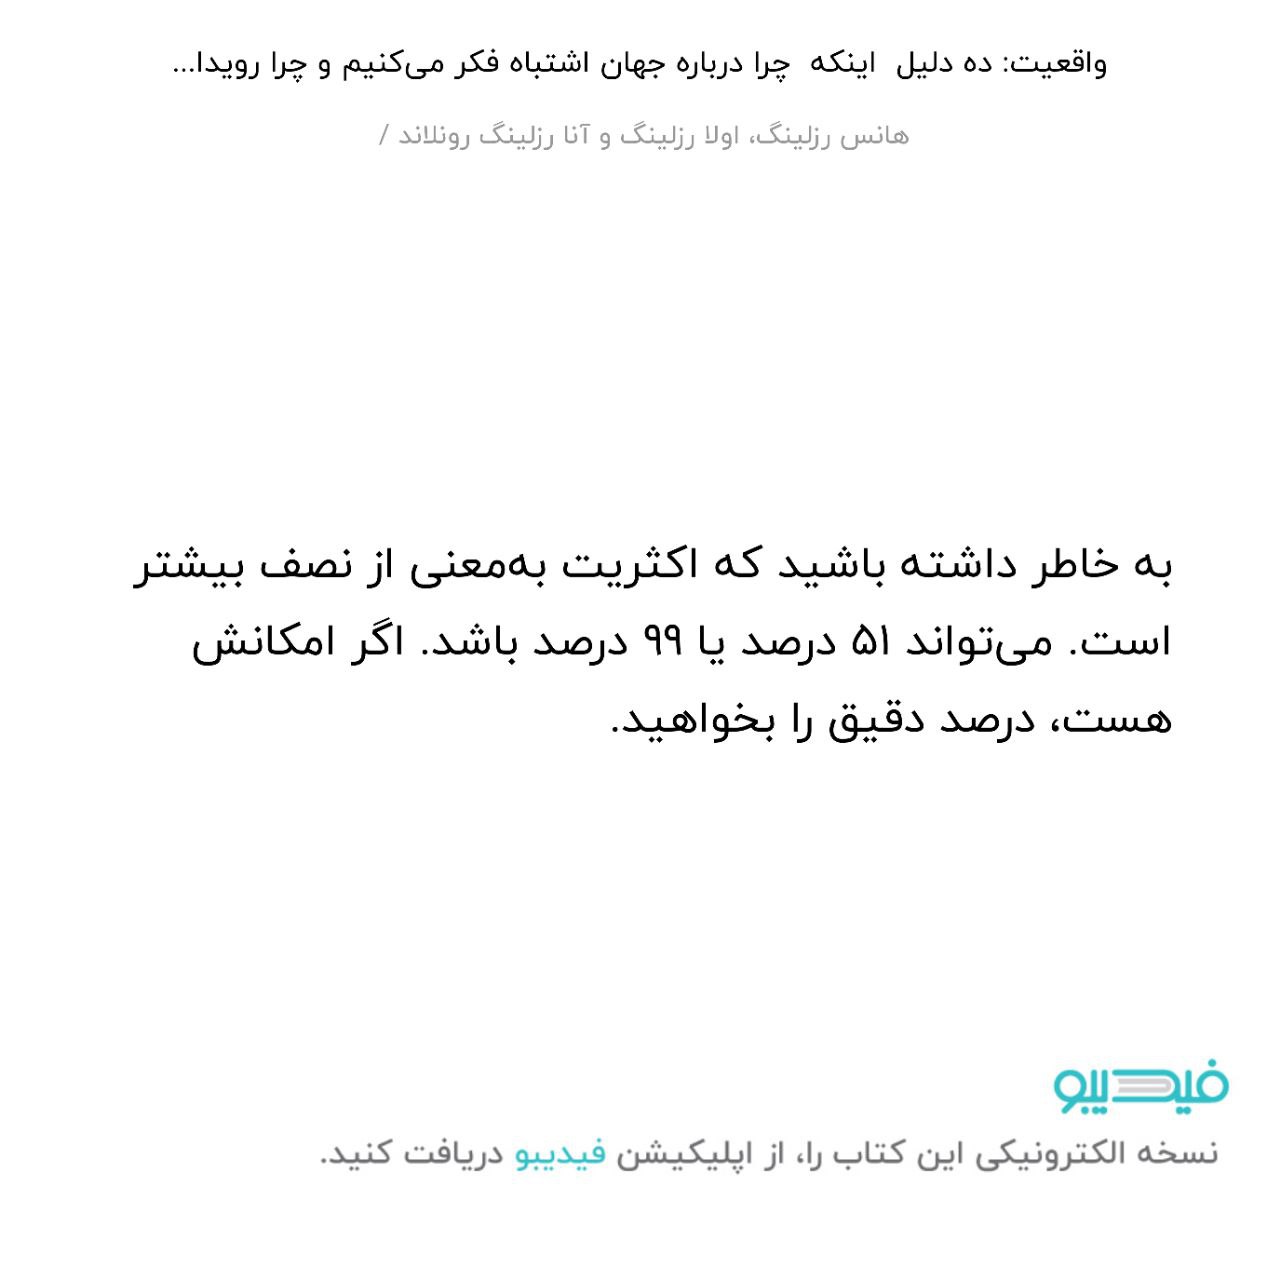 واقعیت: ده دلیل اینکه چرا درباره جهان اشتباه فکر می‌کنیم و چرا رویدا...
هانس رزلینگ، اولا رزلینگ و آنا رزلینگ رونلاند /
به خاطر داشته باشید که اکثریت به‌معنی از نصف بیشتر
است. می‌تواند ۵۱ درصد یا ۹۹ درصد باشد. اگر امکانش
هست، درصد دقیق را بخواهید.
فیدیبو
نسخه الکترونیکی این کتاب را، از اپلیکیشن فیدیبو دریافت کنید.